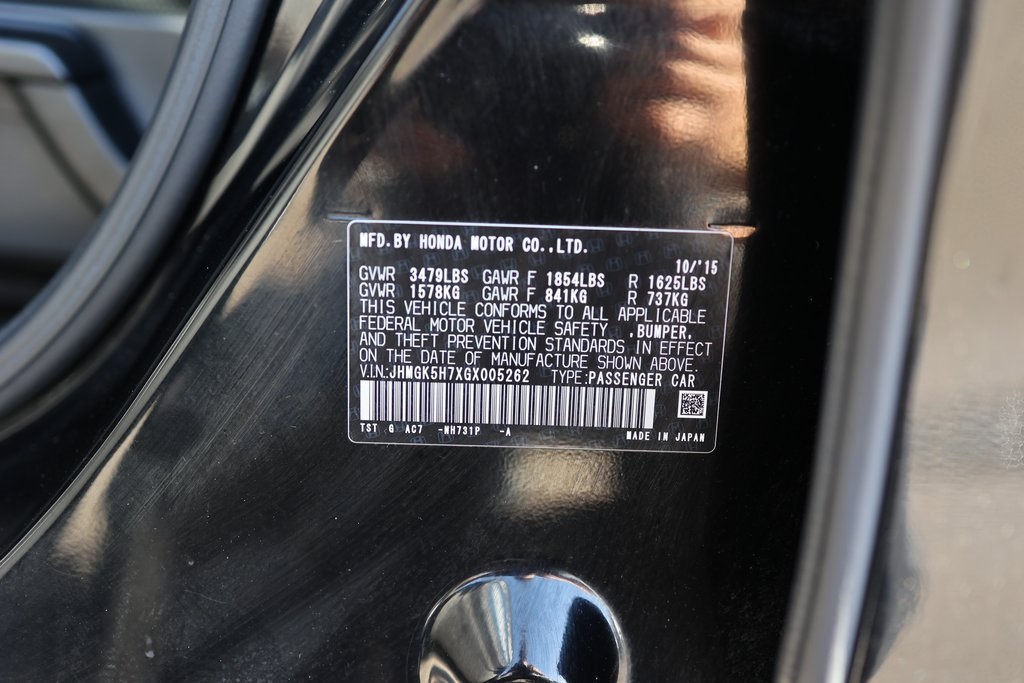 MFD.BY HONDA MOTOR CO.,LTD.
10/'15
GVWR 3479LBS GAWR F 1854LBS R 1625LBS
GVWR 1578KG GAWR F 841KG R 737KG
THIS VEHICLE CONFORMS TO ALL APPLICABLE
FEDERAL MOTOR VEHICLE SAFETY ,BUMPER,
AND THEFT PREVENTION STANDARDS IN EFFECT
ON THE DATE OF MANUFACTURE SHOWN ABOVE.
V.I.N.:JHMGK5H7XGX005262 TYPE:PASSENGER CAR
TST G AC7 -NH731P -A MADE IN JAPAN